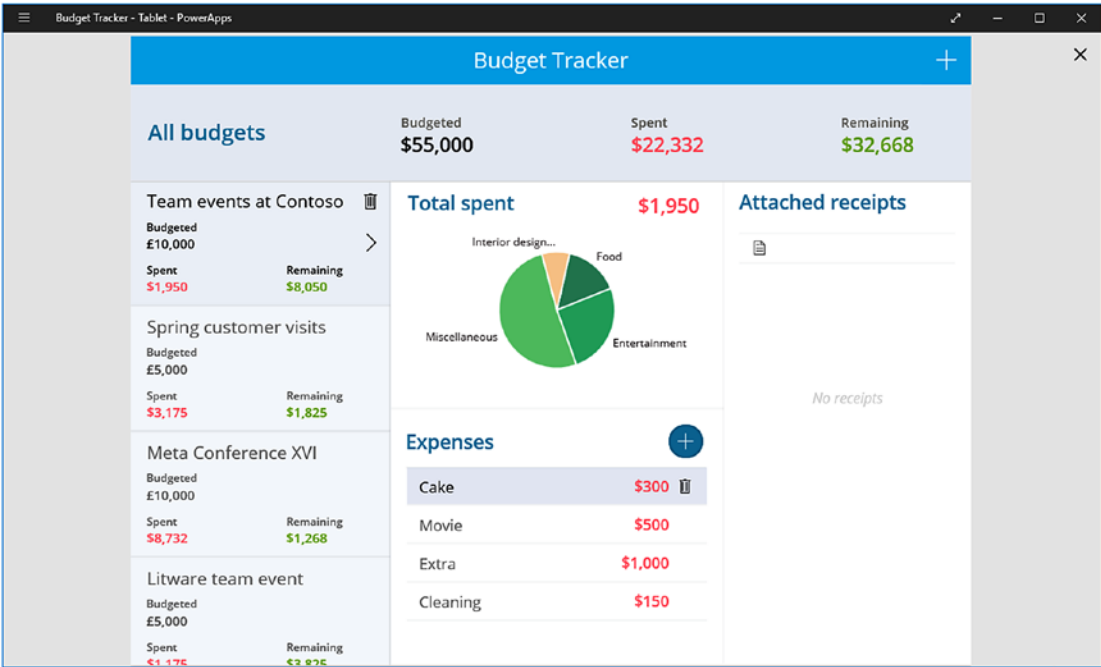 Budget Tracker - Tablet - PowerApps
Budget Tracker
All budgets
Budgeted
$55,000
Spent
$22,332
Remaining
$32,668
Team events at Contoso
Budgeted
£10,000
Spent Remaining
$1,950 $8,050
Spring customer visits
Budgeted
£5,000
Spent Remaining
$3,175 $1,825
Meta Conference XVI
Budgeted
£10,000
Spent Remaining
$8,732 $1,268
Litware team event
Budgeted
£5,000
Spent Remaining
$1,175 $3,825
Total spent $1,950
Interior design...
Food
Miscellaneous
Entertainment
Expenses
Cake $300
Movie $500
Extra $1,000
Cleaning $150
Attached receipts
No receipts